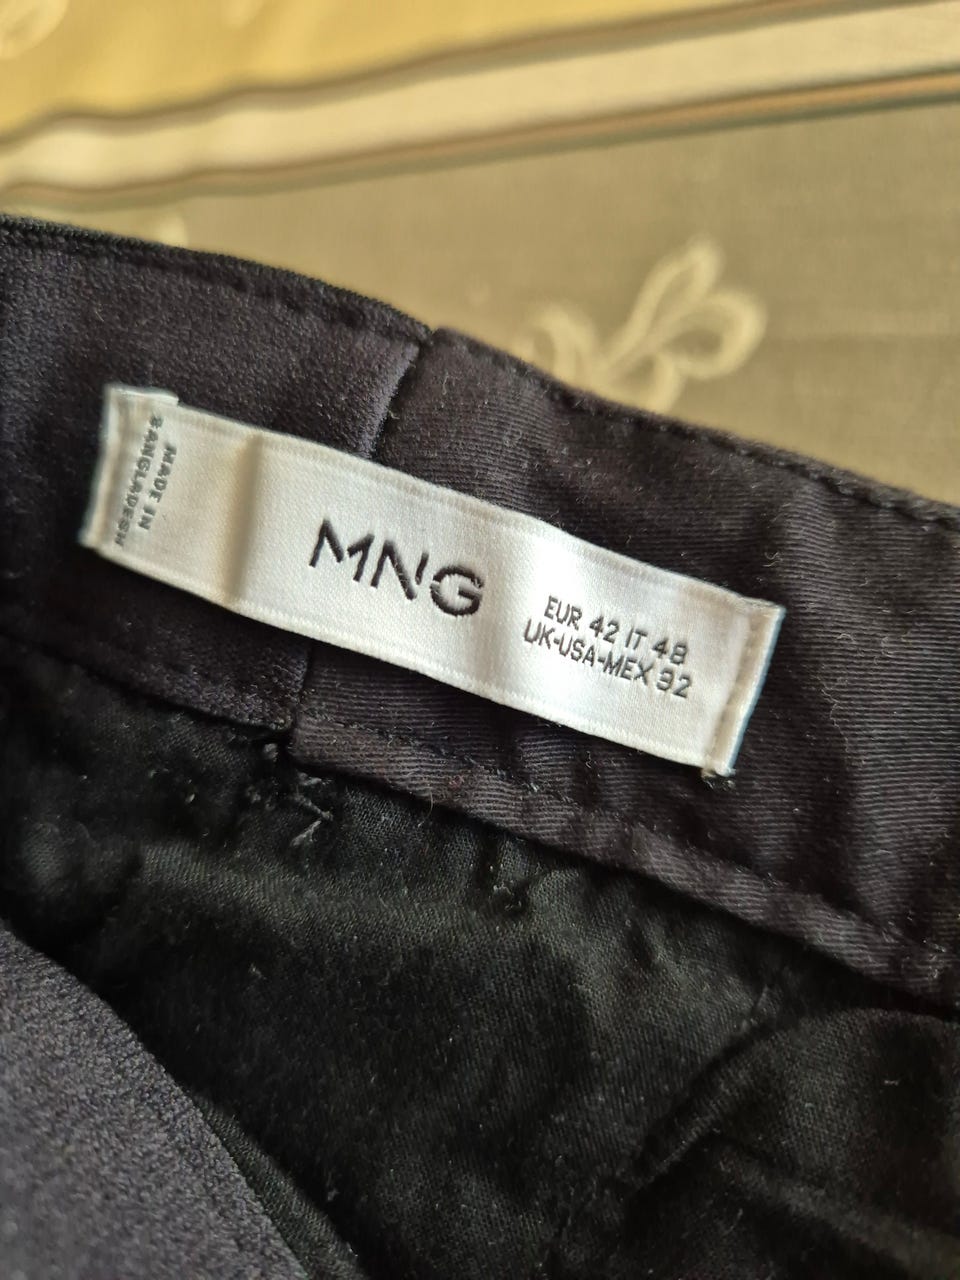 MADE IN
BANGLADESH
MNG
EUR 42 IT 48
UK-USA-MEX 32